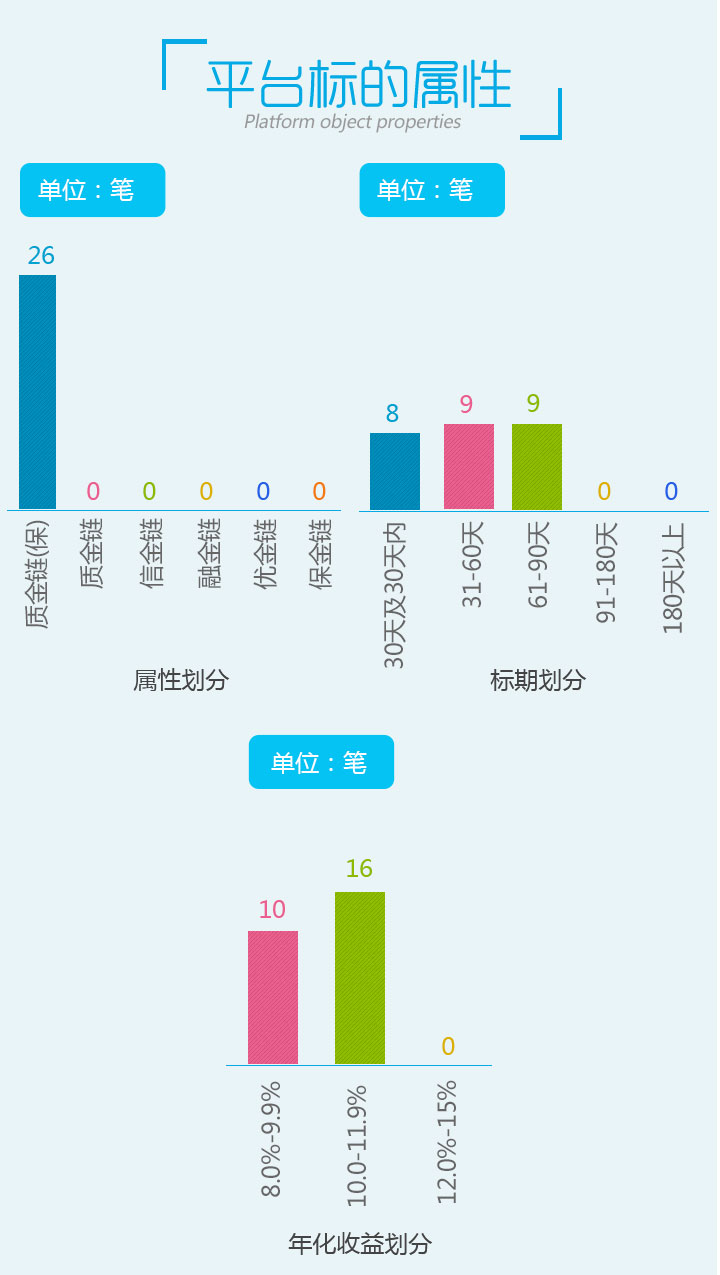 平台标的属性
Platform object properties
单位：笔
26
0
0
0
0
0
质金链(保)
质金链
信金链
融金链
优金链
保金链
属性划分
单位：笔
8
9
9
0
0
30天及30天内
31-60天
61-90天
91-180天
180天以上
标期划分
单位：笔
10
16
0
8.0%-9.9%
10.0-11.9%
12.0%-15%
年化收益划分